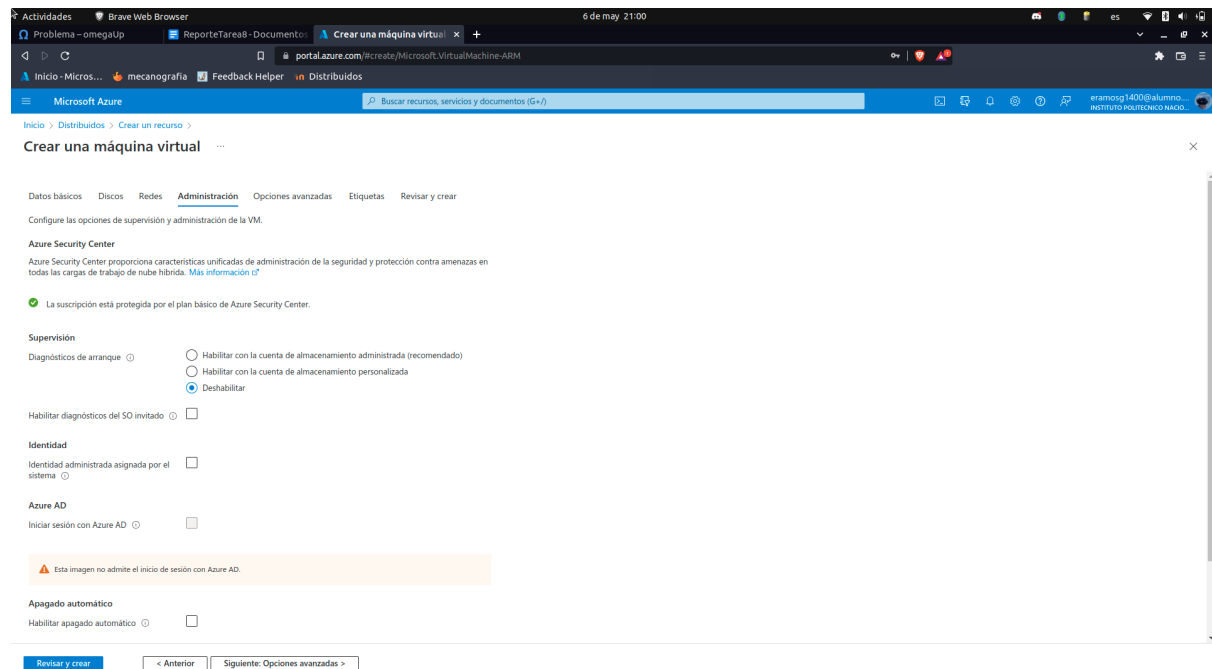 Actividades Brave Web Browser 6 de may 21:00 es
Problema – omegaUp ReporteTarea8 - Documentos Crear una máquina virtual × +
portal.azure.com/#create/Microsoft.VirtualMachine-ARM
Inicio - Micros... mecanografia Feedback Helper Distribuidos
Microsoft Azure Buscar recursos, servicios y documentos (G+/) eramosg1400@alumno....
INSTITUTO POLITECNICO NACIO...
Inicio > Distribuidos > Crear un recurso >
Crear una máquina virtual ...
Datos básicos Discos Redes Administración Opciones avanzadas Etiquetas Revisar y crear
Configure las opciones de supervisión y administración de la VM.
Azure Security Center
Azure Security Center proporciona características unificadas de administración de la seguridad y protección contra amenazas en
todas las cargas de trabajo de nube híbrida. Más información
La suscripción está protegida por el plan básico de Azure Security Center.
Supervisión
Diagnósticos de arranque Habilitar con la cuenta de almacenamiento administrada (recomendado)
Habilitar con la cuenta de almacenamiento personalizada
Deshabilitar
Habilitar diagnósticos del SO invitado
Identidad
Identidad administrada asignada por el
sistema
Azure AD
Iniciar sesión con Azure AD
Esta imagen no admite el inicio de sesión con Azure AD.
Apagado automático
Habilitar apagado automático
Revisar y crear < Anterior Siguiente: Opciones avanzadas >